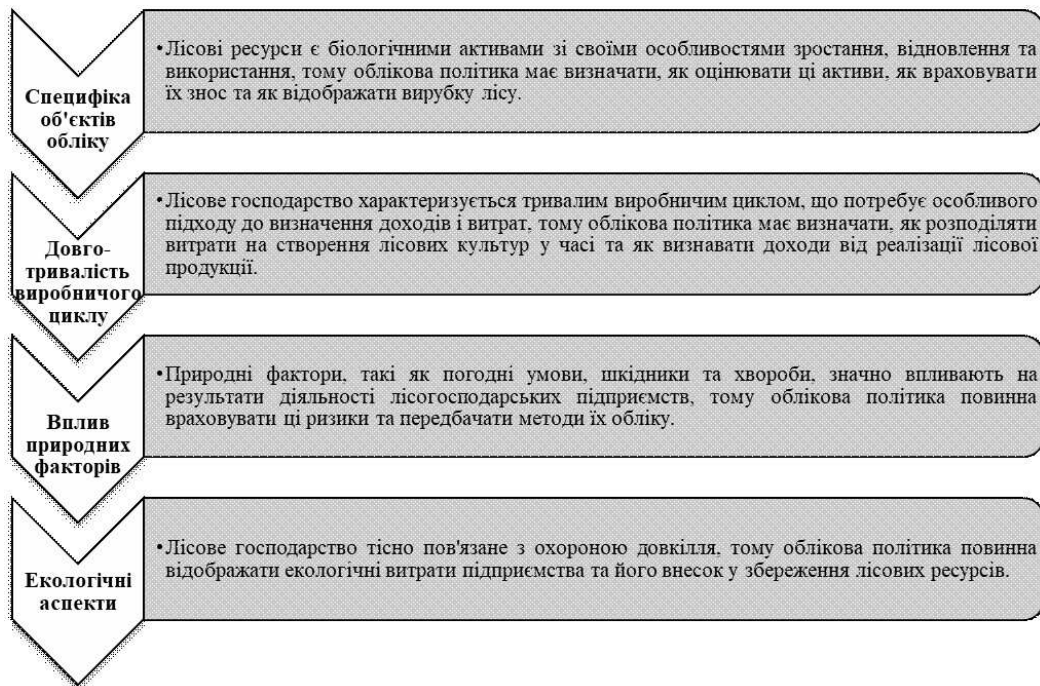 Специфіка
об'єктів
обліку
•Лісові ресурси є біологічними активами зі своїми особливостями зростання, відновлення та
використання, тому облікова політика має визначати, як оцінювати ці активи, як враховувати
їх знос та як відображати вирубку лісу.
Довго-
тривалість
виробничого
циклу
•Лісове господарство характеризується тривалим виробничим циклом, що потребує особливого
підходу до визначення доходів і витрат, тому облікова політика має визначати, як розподіляти
витрати на створення лісових культур у часі та як визнавати доходи від реалізації лісової
продукції.
Вплив
природних
факторів
•Природні фактори, такі як погодні умови, шкідники та хвороби, значно впливають на
результати діяльності лісогосподарських підприємств, тому облікова політика повинна
враховувати ці ризики та передбачати методи їх обліку.
Екологічні
аспекти
•Лісове господарство тісно пов'язане з охороною довкілля, тому облікова політика повинна
відображати екологічні витрати підприємства та його внесок у збереження лісових ресурсів.